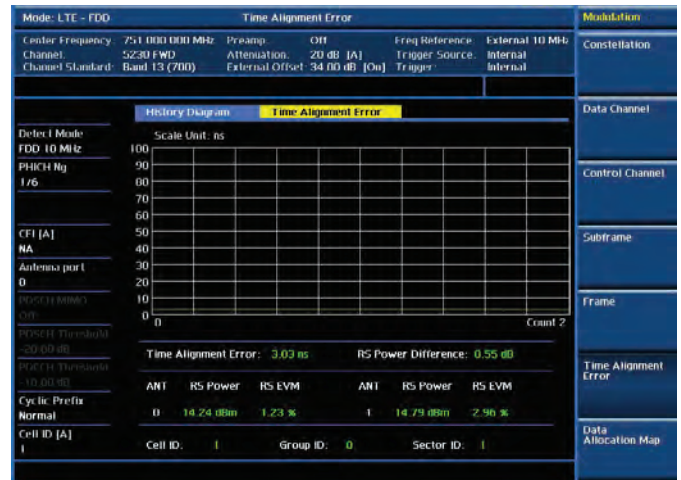 Mode: LTE - FDD
Time Alignment Error
Modulation
Center Frequency: 751.000 000 MHz
Preamp: Off
Freq Reference: External 10 MHz
Channel: 5230 FWD
Attenuation: 20 dB [A]
Trigger Source: Internal
Channel Standard: Band 13 (700)
External Offset: 34.00 dB [On]
Trigger: Internal
Constellation
History Diagram
Time Alignment Error
Data Channel
Detect Mode
FDD 10 MHz
Scale Unit: ns
100
90
80
70
60
50
40
30
20
10
0
0
Count 2
PHICH Ng
1/6
Control Channel
CFI [A]
NA
Subframe
Antenna port
0
PDSCH MIMO
Off
Frame
PDSCH Threshold
-20.00 dB
PDCCH Threshold
-10.00 dB
Time Alignment Error: 3.03 ns
RS Power Difference: 0.55 dB
Time Alignment
Error
ANT RS Power RS EVM
ANT RS Power RS EVM
0 14.24 dBm 1.23 %
1 14.79 dBm 2.96 %
Cyclic Prefix
Normal
Cell ID [A]
1
Cell ID: 1
Group ID: 0
Sector ID: 1
Data
Allocation Map